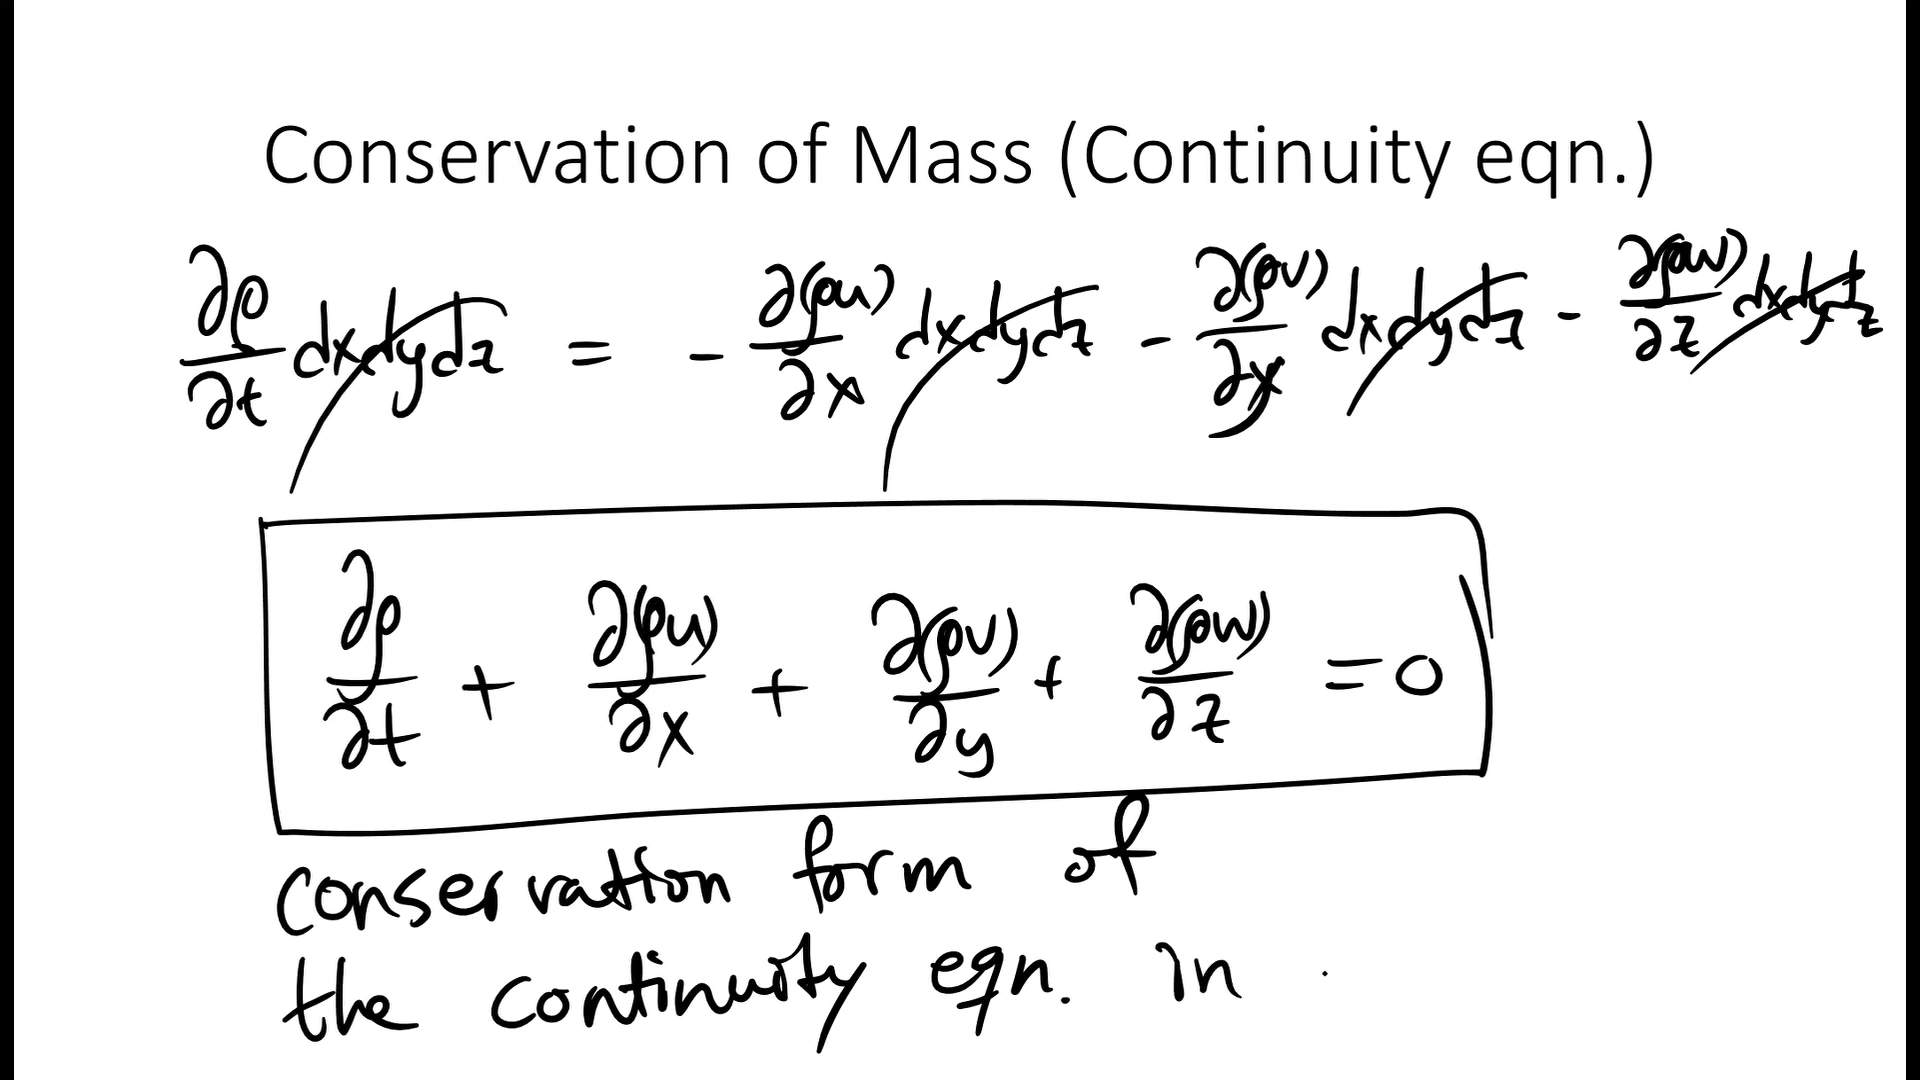 Conservation of Mass (Continuity eqn.)
∂ρ/∂t dxdydz = - ∂(ρu)/∂x dxdydz - ∂(ρv)/∂y dxdydz - ∂(ρw)/∂z dxdydz
∂ρ/∂t + ∂(ρu)/∂x + ∂(ρv)/∂y + ∂(ρw)/∂z = 0
conservation form of
the continuity eqn. in